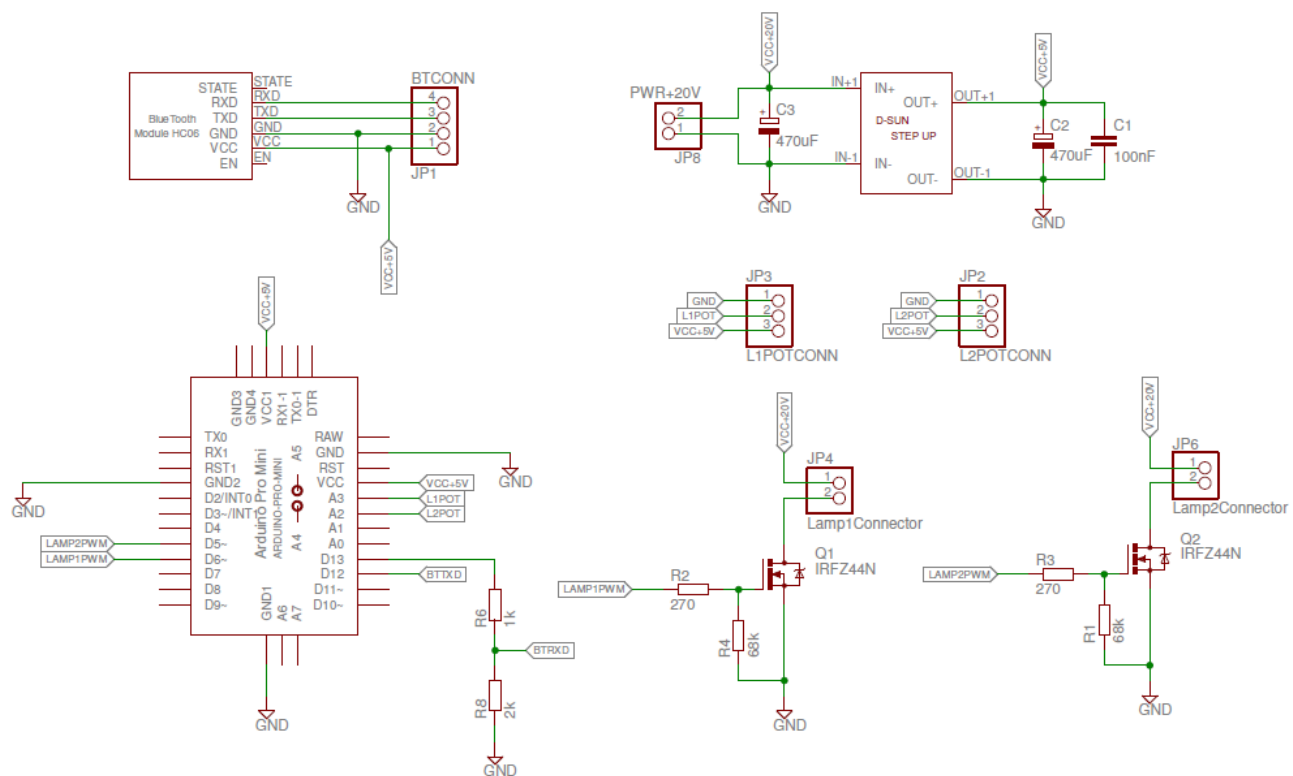 STATE
RXD
TXD
GND
VCC
EN
BlueTooth
Module HC06
STATE
RXD
TXD
GND
VCC
EN
BTCONN
4
3
2
1
JP1
GND
VCC+5V
PWR+20V
2
1
JP8
VCC+20V
+
C3
470uF
GND
IN+1
IN-1
IN+
OUT+
D-SUN
STEP UP
IN-
OUT-
OUT+1
OUT-1
VCC+5V
+
C2
470uF
C1
100nF
GND
JP3
GND
L1POT
VCC+5V
1
2
3
L1POTCONN
JP2
GND
L2POT
VCC+5V
1
2
3
L2POTCONN
VCC+5V
GND3
GND4
VCC1
RX1-1
TX0-1
DTR
TX0
RX1
RST1
GND2
D2/INT0
D3~/INT1
D4
D5~
D6~
D7
D8
D9~
Arduino Pro Mini
ARDUINO-PRO-MINI
A5
A4
RAW
GND
RST
VCC
A3
A2
A1
A0
D13
D12
D11~
D10~
GND1
A6
A7
GND
LAMP2PWM
LAMP1PWM
GND
GND
VCC+5V
L1POT
L2POT
BTTXD
R6
1k
BTRXD
R8
2k
GND
VCC+20V
JP4
1
2
Lamp1Connector
Q1
IRFZ44N
LAMP1PWM
R2
270
R4
68k
GND
VCC+20V
JP6
1
2
Lamp2Connector
Q2
IRFZ44N
LAMP2PWM
R3
270
R1
68k
GND